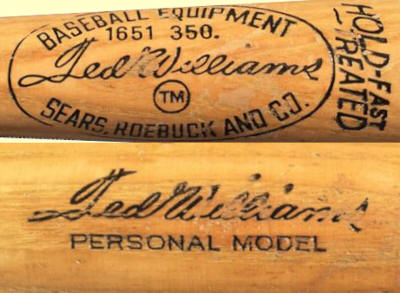 BASEBALL EQUIPMENT
1651 350.
Ted Williams
TM
SEARS, ROEBUCK AND CO.
HOLD-FAST
TREATED
Ted Williams
PERSONAL MODEL